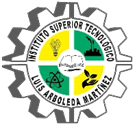 INSTITUTO SUPERIOR TECNOLÓGICO
LUIS ARBOLEDA MARTÍNEZ